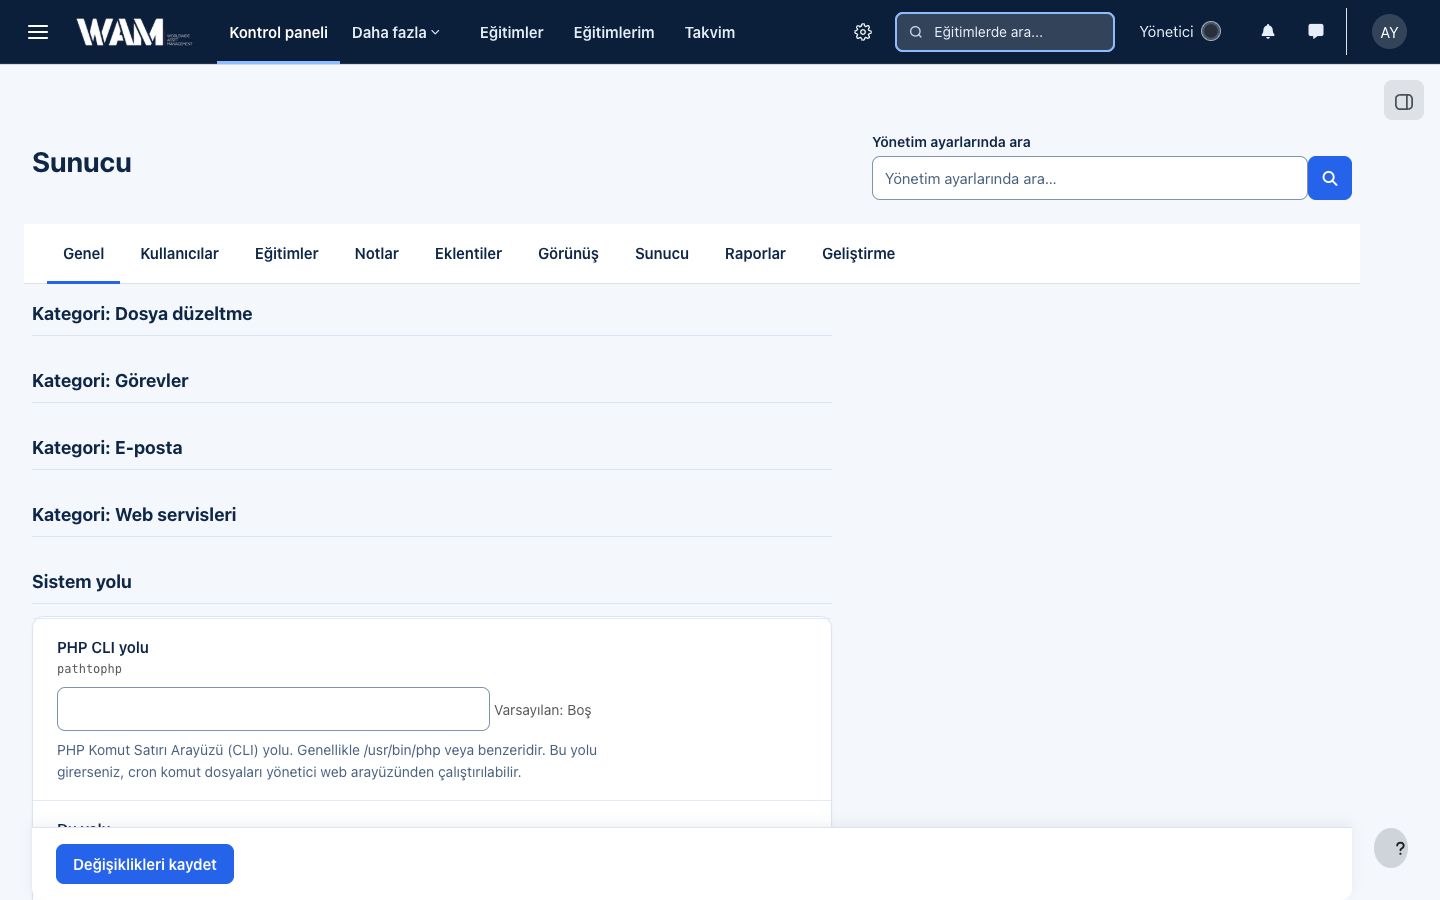 WAM WORLDWIDE ASSET MANAGEMENT
Kontrol paneli
Daha fazla
Eğitimler
Eğitimlerim
Takvim
Eğitimlerde ara...
Yönetici
AY
Sunucu
Yönetim ayarlarında ara
Yönetim ayarlarında ara...
Genel
Kullanıcılar
Eğitimler
Notlar
Eklentiler
Görünüş
Sunucu
Raporlar
Geliştirme
Kategori: Dosya düzeltme
Kategori: Görevler
Kategori: E-posta
Kategori: Web servisleri
Sistem yolu
PHP CLI yolu
pathtophp
Varsayılan: Boş
PHP Komut Satırı Arayüzü (CLI) yolu. Genellikle /usr/bin/php veya benzeridir. Bu yolu
girerseniz, cron komut dosyaları yönetici web arayüzünden çalıştırılabilir.
Değişiklikleri kaydet
?